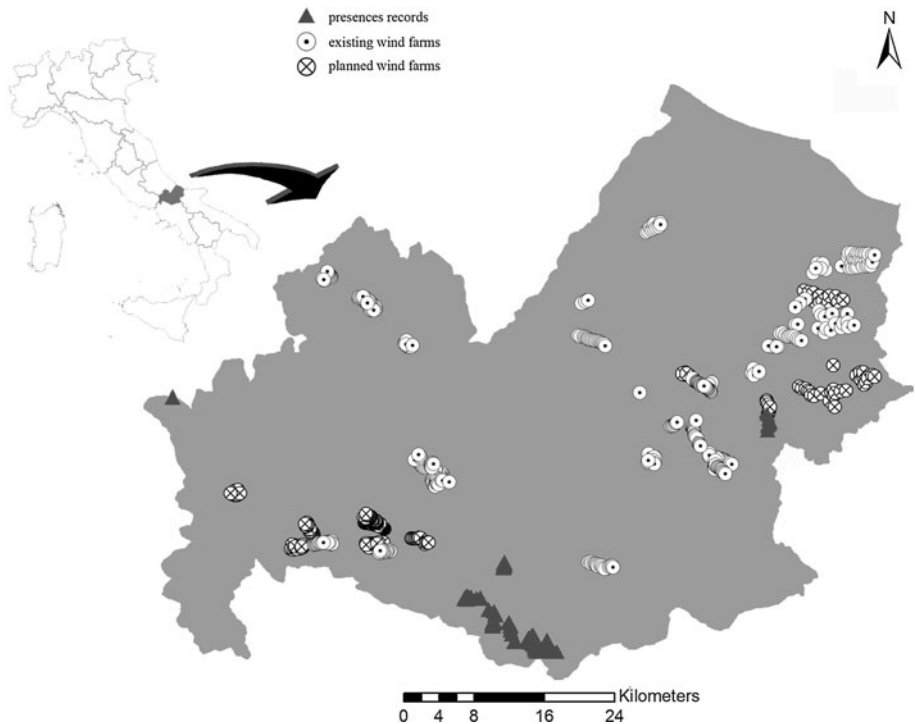 presences records
existing wind farms
planned wind farms
N
Kilometers
0 4 8 16 24